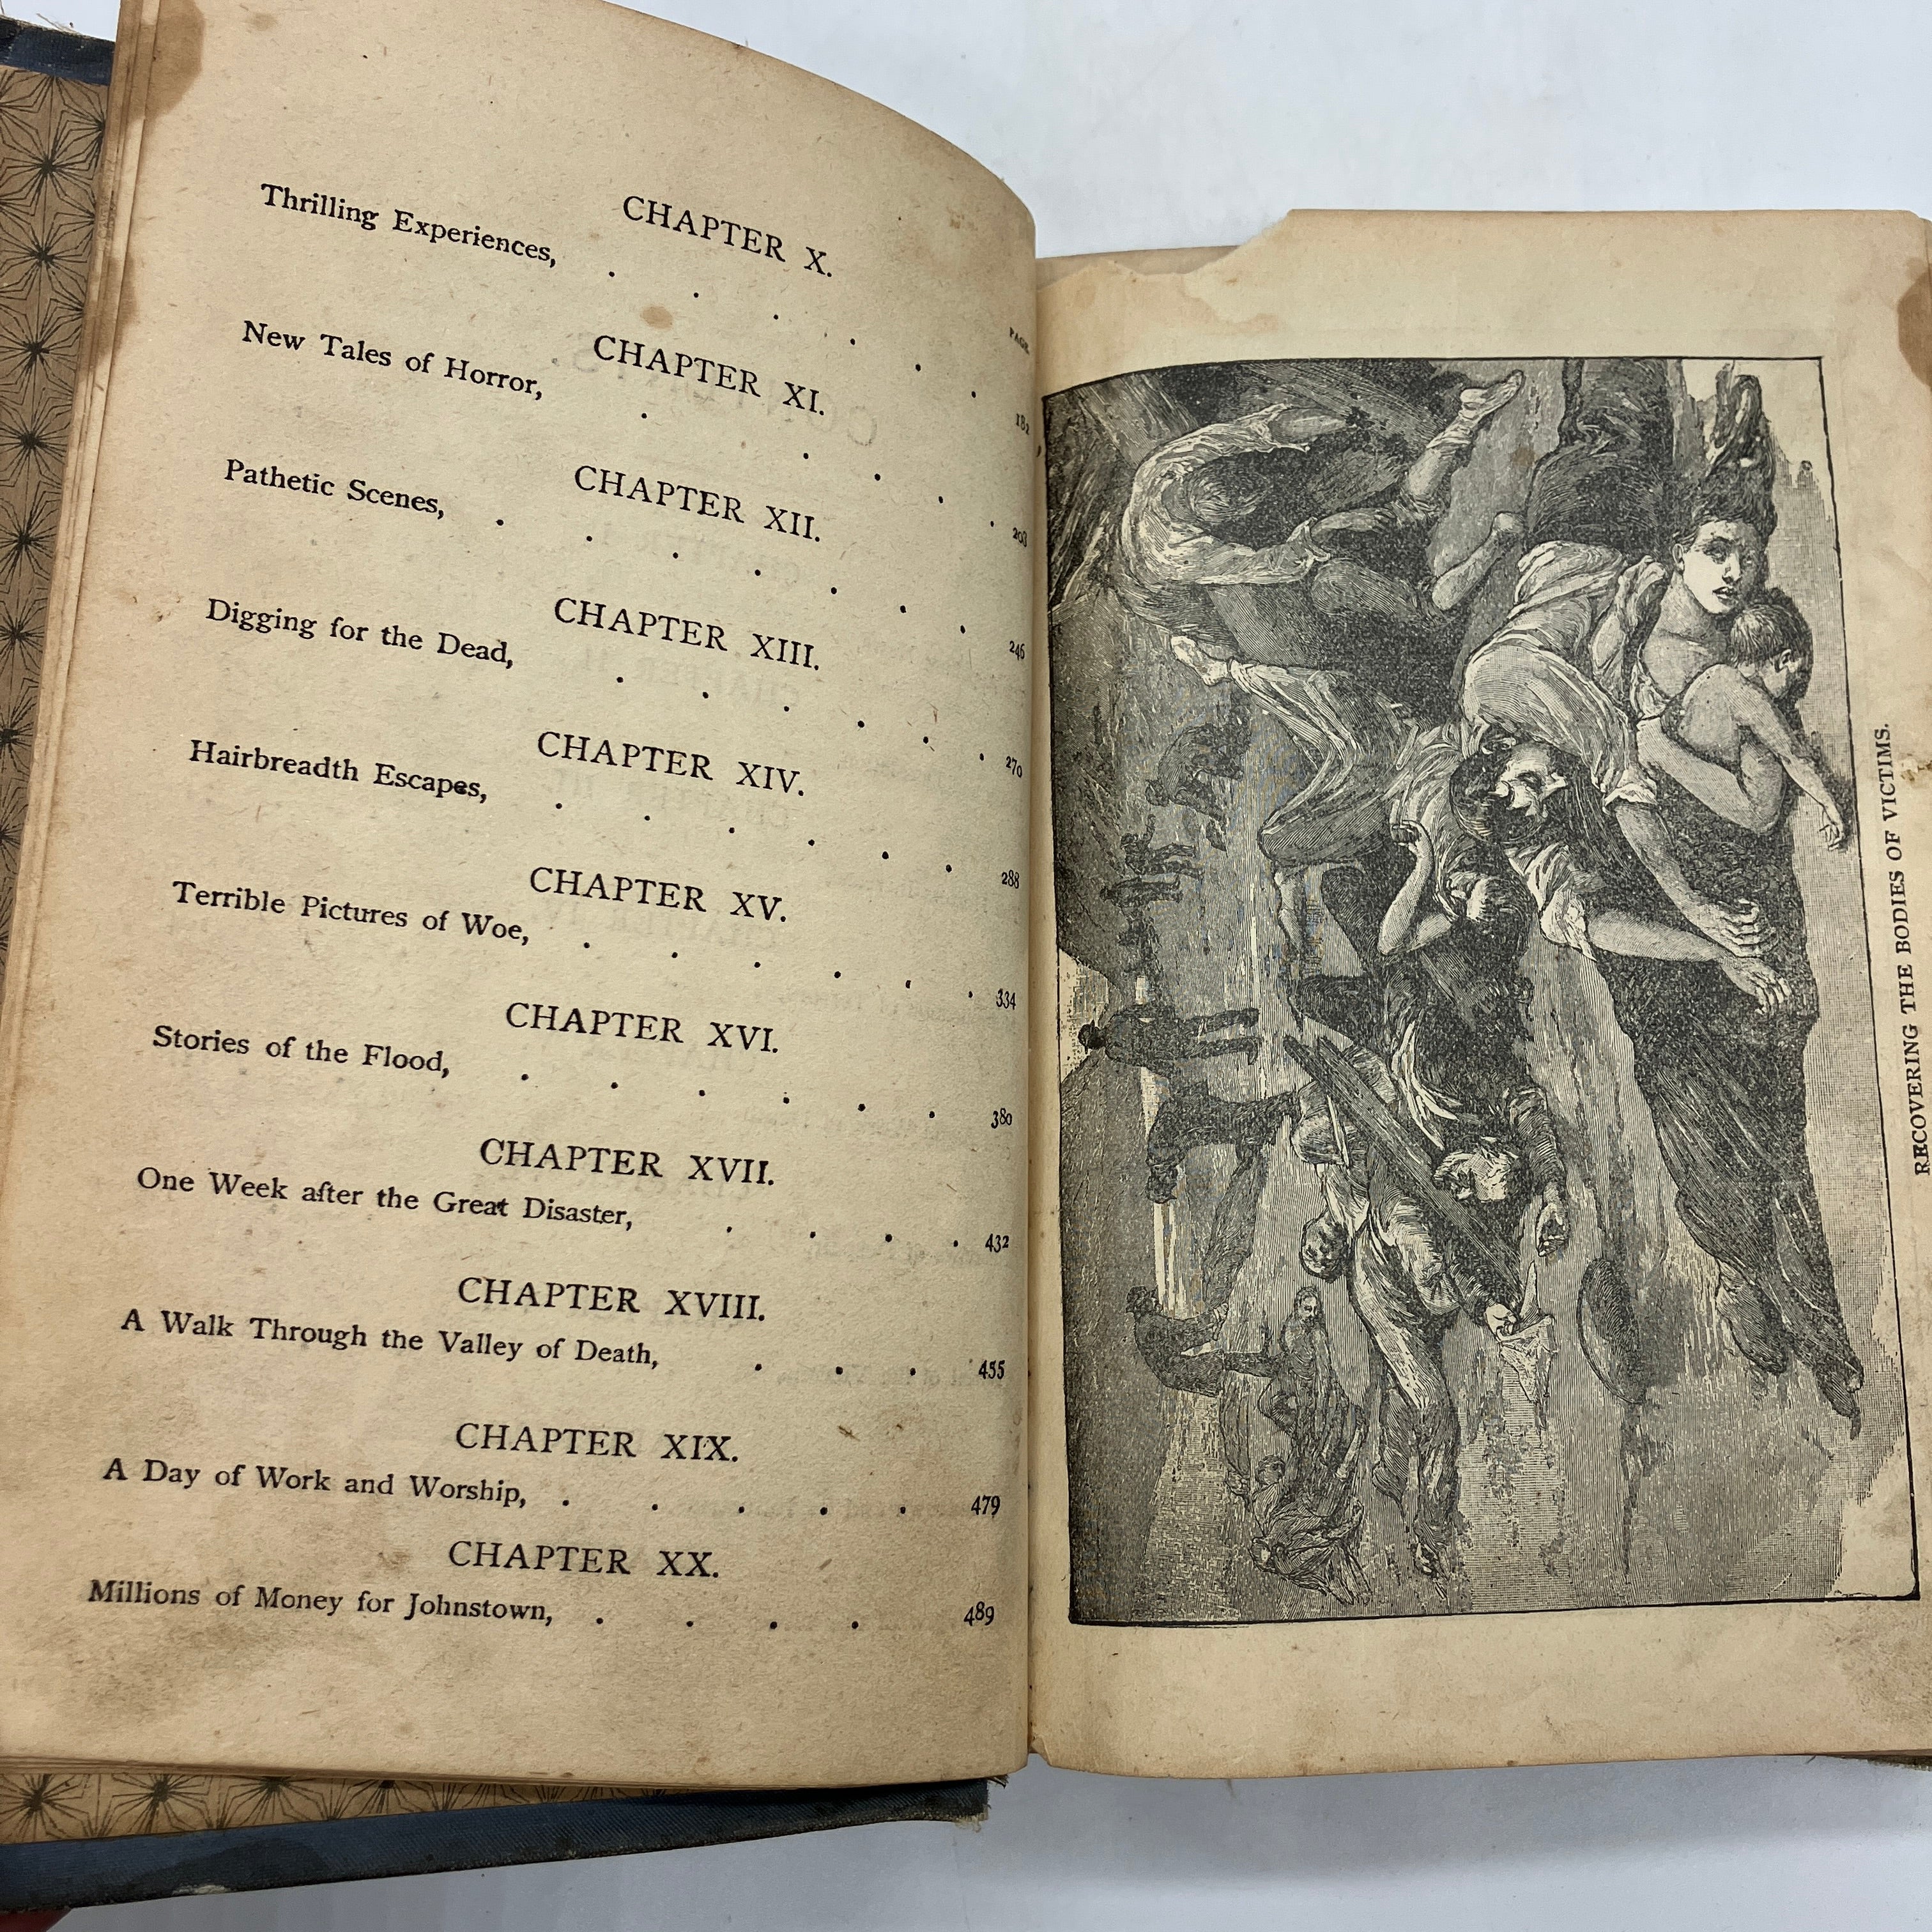 PAGE
CHAPTER X.
Thrilling Experiences, . . . . . . . 182
CHAPTER XI.
New Tales of Horror, . . . . . . 203
CHAPTER XII.
Pathetic Scenes, . . . . . . . 246
CHAPTER XIII.
Digging for the Dead, . . . . . . 270
CHAPTER XIV.
Hairbreadth Escapes, . . . . . . 288
CHAPTER XV.
Terrible Pictures of Woe, . . . . . . 334
CHAPTER XVI.
Stories of the Flood, . . . . . . 380
CHAPTER XVII.
One Week after the Great Disaster, . . . . 432
CHAPTER XVIII.
A Walk Through the Valley of Death, . . . 455
CHAPTER XIX.
A Day of Work and Worship, . . . . . 479
CHAPTER XX.
Millions of Money for Johnstown, . . . . 489
RECOVERING THE BODIES OF VICTIMS.